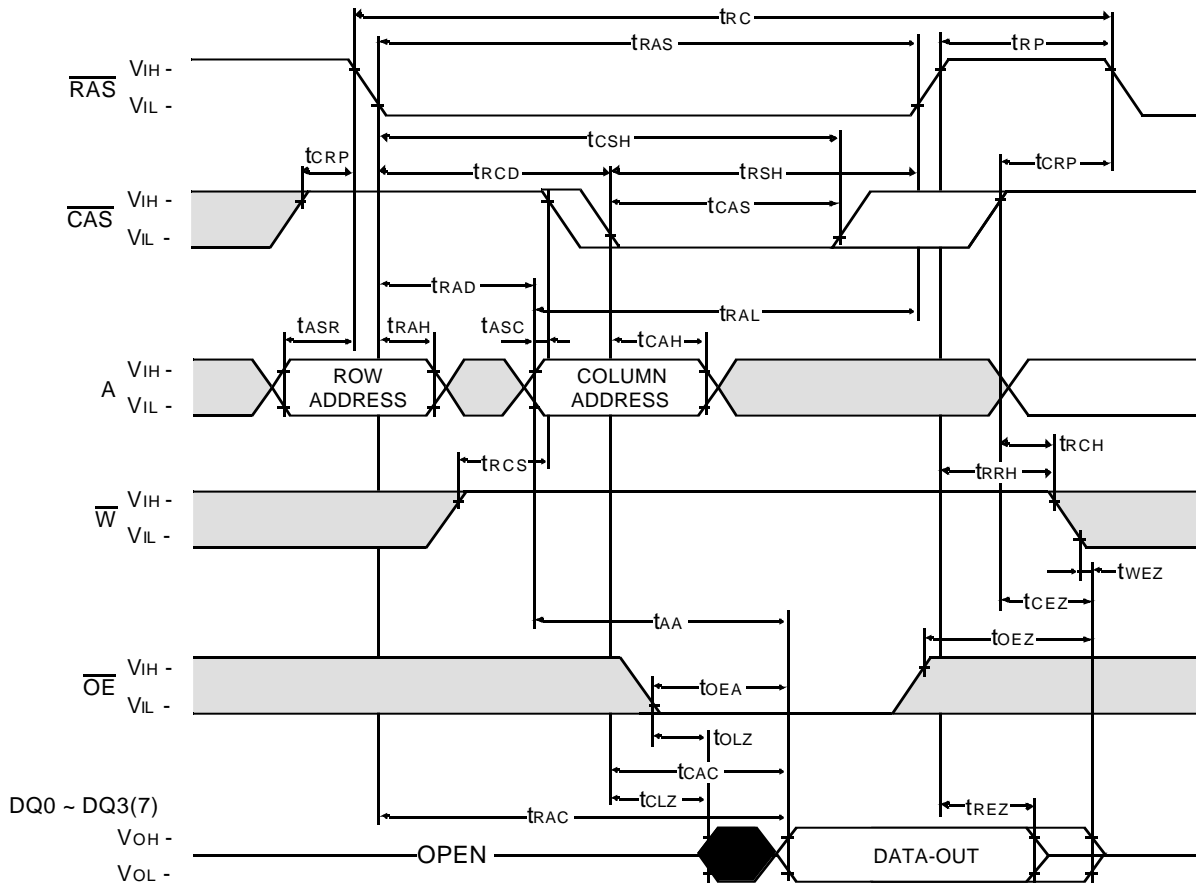 tRC
tRAS
tRP
RAS
VIH -
VIL -
tCSH
tCRP
tRCD
tRSH
tCRP
CAS
VIH -
VIL -
tCAS
tRAD
tRAL
tASR
tRAH
tASC
tCAH
A
VIH -
VIL -
ROW
ADDRESS
COLUMN
ADDRESS
tRCS
tRCH
tRRH
W
VIH -
VIL -
tWEZ
tCEZ
tAA
tOEZ
OE
VIH -
VIL -
tOEA
tOLZ
tCAC
tCLZ
tRAC
tREZ
DQ0 ~ DQ3(7)
VOH -
VOL -
OPEN
DATA-OUT